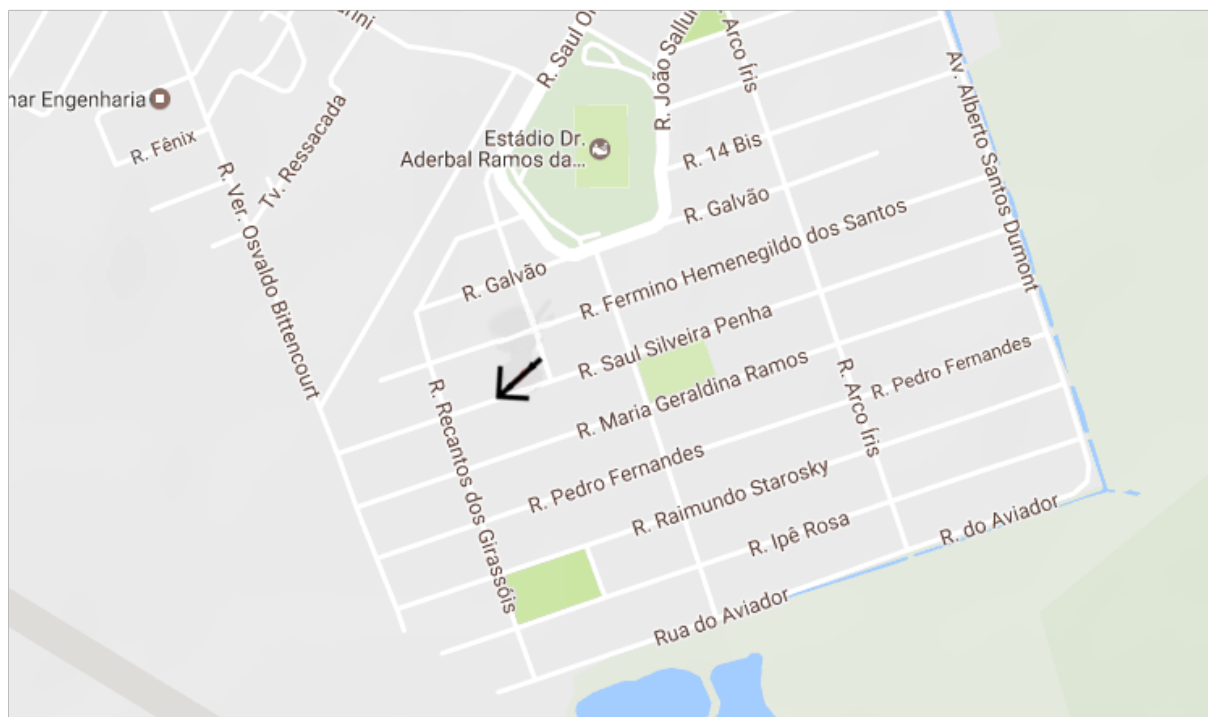 rini
R. Saul Ol
R. João Sallu
Arco Íris
nar Engenharia
Av. Alberto Santos Dumont
R. Fênix
Tv. Ressacada
Estádio Dr.
Aderbal Ramos da...
R. 14 Bis
R. Ver. Osvaldo Bittencourt
R. Galvão
R. Fermino Hemenegildo dos Santos
R. Galvão
R. Saul Silveira Penha
R. Maria Geraldina Ramos
R. Arco Íris
R. Pedro Fernandes
R. Recantos dos Girassóis
R. Pedro Fernandes
R. Raimundo Starosky
R. Ipê Rosa
R. do Aviador
Rua do Aviador